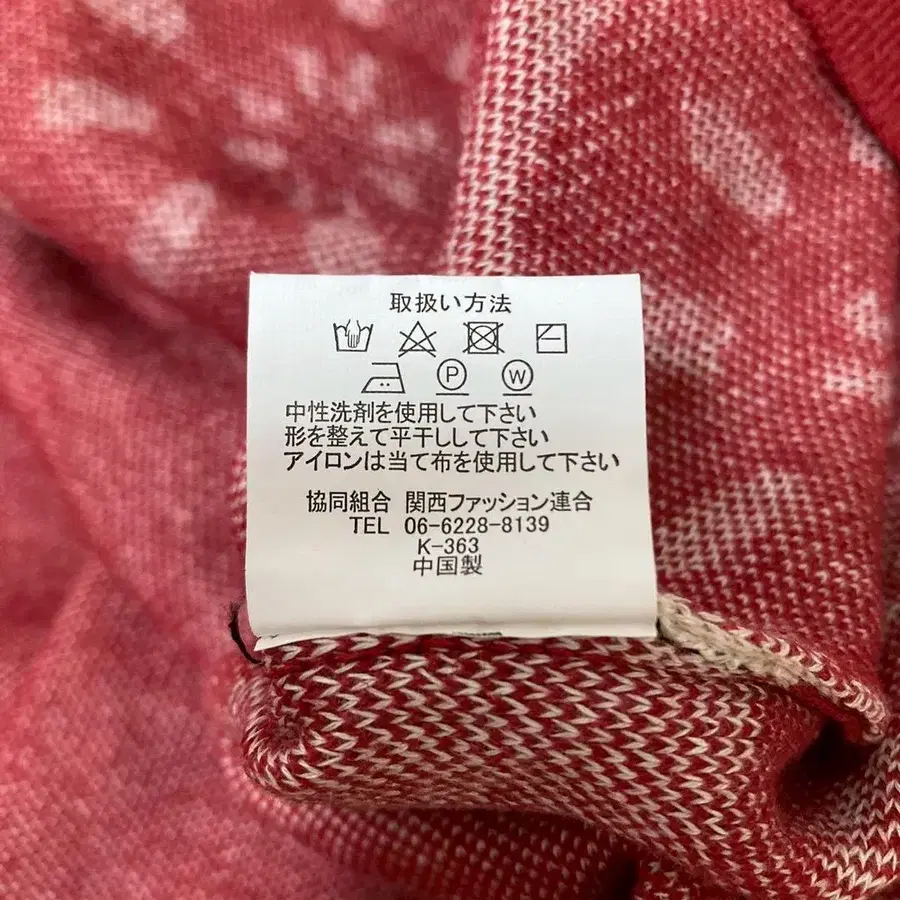 取扱い方法
P W
中性洗剤を使用して下さい
形を整えて平干しして下さい
アイロンは当て布を使用して下さい
協同組合 関西ファッション連合
TEL 06-6228-8139
K-363
中国製